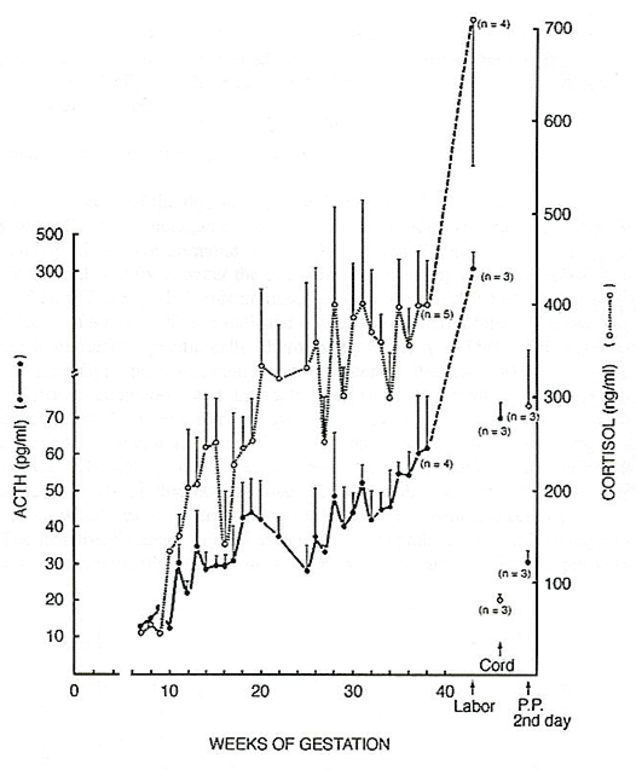 (n = 4)
700
600
500
500
300
(n = 3)
400
(n = 5)
300
70
(n = 3)
(n = 3)
60
(n = 4)
50
200
40
30
(n = 3)
100
20
(n = 3)
10
Cord
0
10
20
30
40
Labor
P.P.
2nd day
WEEKS OF GESTATION
ACTH (pg/ml) (●——●)
CORTISOL (ng/ml) (○........○)